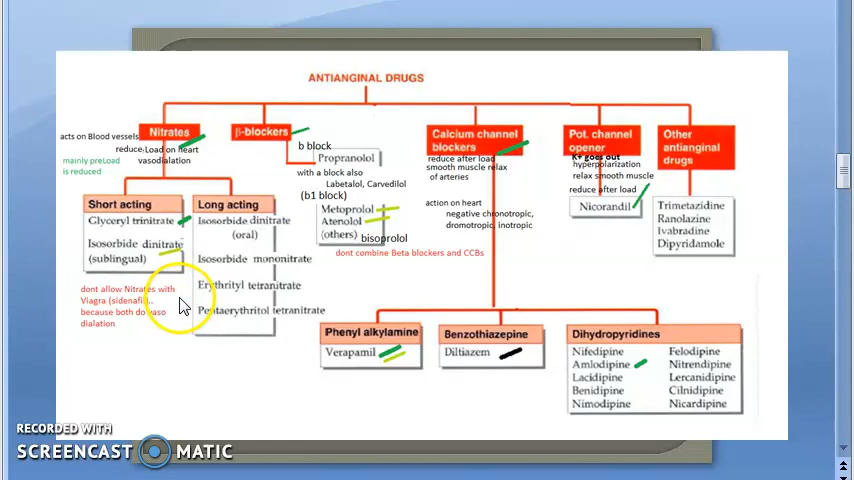 ANTIANGINAL DRUGS
Nitrates
acts on Blood vessels
reduce Load on heart
vasodialation
mainly preLoad
is reduced
Short acting
Glyceryl trinitrate
Isosorbide dinitrate
(sublingual)
dont allow Nitrates with
Viagra (sidenafil)..
because both do vaso
dialation
Long acting
Isosorbide dinitrate
(oral)
Isosorbide mononitrate
Erythrityl tetranitrate
Pentaerythritol tetranitrate
β-blockers
b block
Propranolol
with a block also
Labetalol, Carvedilol
(b1 block)
Metoprolol
Atenolol
(others)
bisoprolol
dont combine Beta blockers and CCBs
Calcium channel
blockers
reduce after load
smooth muscle relax
of arteries
action on heart
negative chronotropic,
dromotropic, inotropic
Pot. channel
opener
K+ goes out
hyperpolarization
relax smooth muscle
reduce after load
Nicorandil
Other
antianginal
drugs
Trimetazidine
Ranolazine
Ivabradine
Dipyridamole
Phenyl alkylamine
Verapamil
Benzothiazepine
Diltiazem
Dihydropyridines
Nifedipine Felodipine
Amlodipine Nitrendipine
Lacidipine Lercanidipine
Benidipine Cilnidipine
Nimodipine Nicardipine
RECORDED WITH
SCREENCAST MATIC